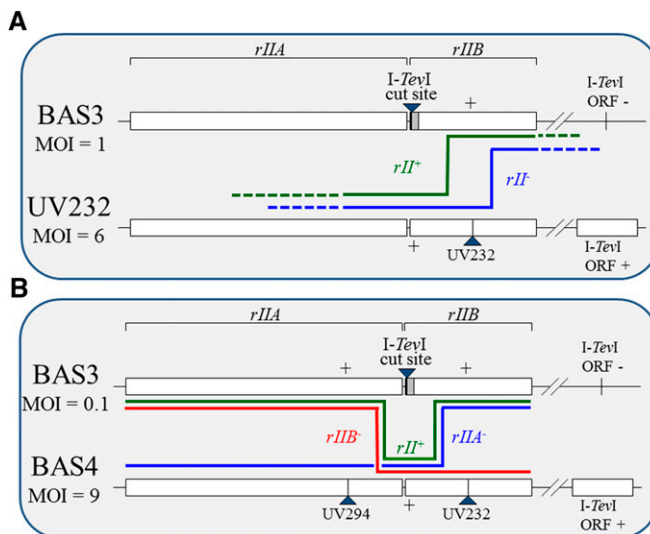 A
rIIA
rIIB
I-TevI
cut site
I-TevI
ORF -
BAS3
MOI = 1
+
rII+
rII-
UV232
MOI = 6
+
UV232
I-TevI
ORF +
B
rIIA
rIIB
I-TevI
cut site
I-TevI
ORF -
BAS3
MOI = 0.1
+
+
rIIB-
rII+
rIIA-
BAS4
MOI = 9
UV294
+
UV232
I-TevI
ORF +